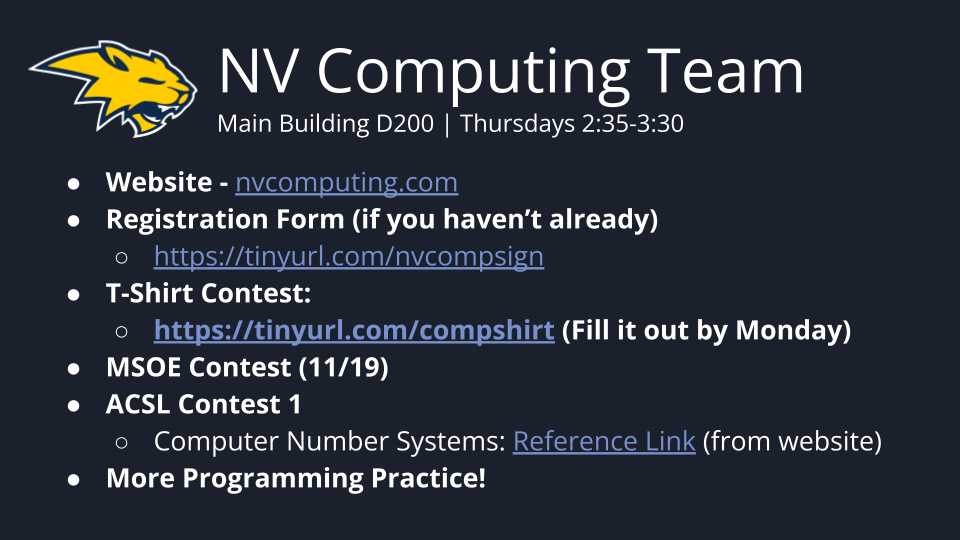 NV Computing Team
Main Building D200 | Thursdays 2:35-3:30
● Website - nvcomputing.com
● Registration Form (if you haven’t already)
○ https://tinyurl.com/nvcompsign
● T-Shirt Contest:
○ https://tinyurl.com/compshirt (Fill it out by Monday)
● MSOE Contest (11/19)
● ACSL Contest 1
○ Computer Number Systems: Reference Link (from website)
● More Programming Practice!